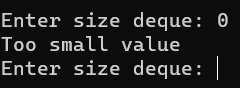 Enter size deque: 0
Too small value
Enter size deque: